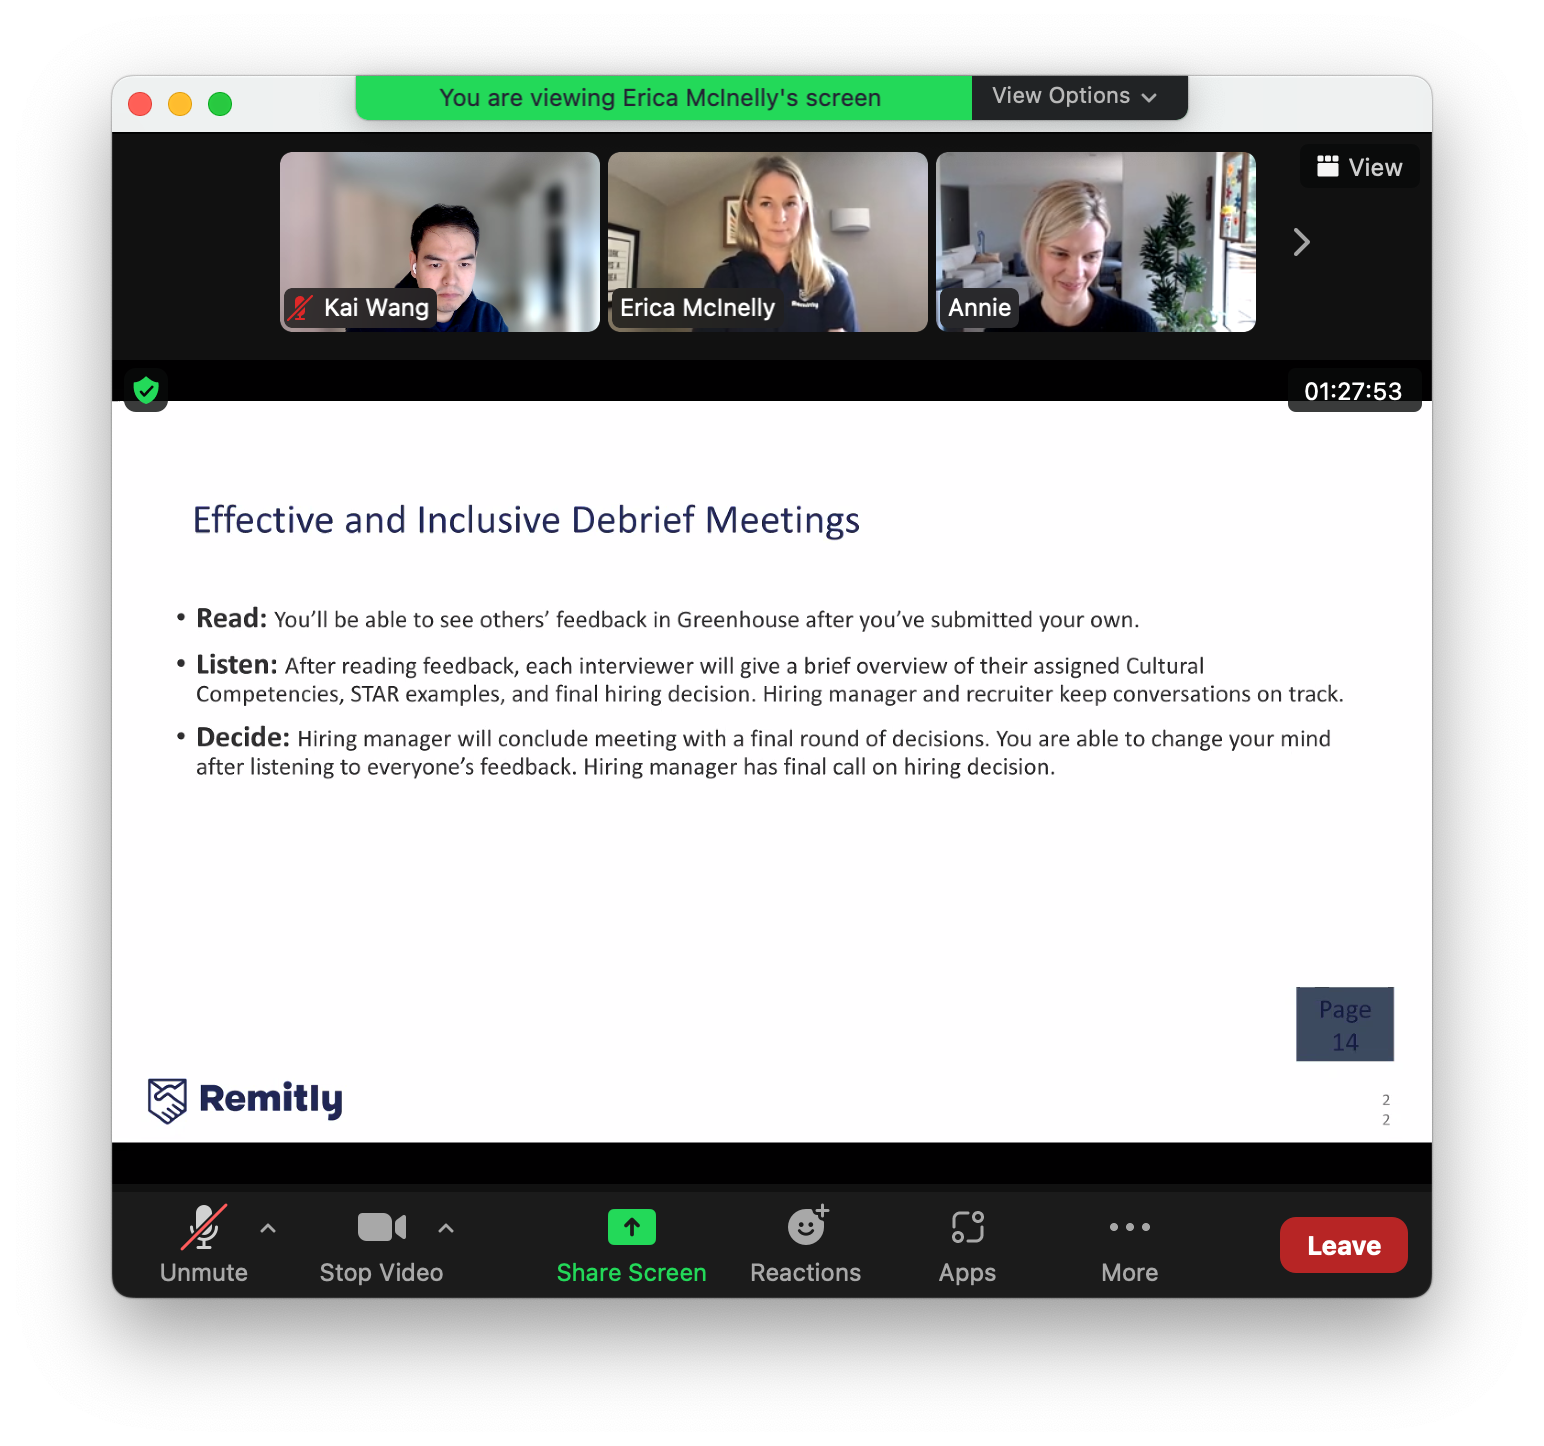 You are viewing Erica McInelly's screen
View Options
View
Kai Wang
Erica McInelly
Annie
01:27:53
Effective and Inclusive Debrief Meetings
• Read: You’ll be able to see others’ feedback in Greenhouse after you’ve submitted your own.
• Listen: After reading feedback, each interviewer will give a brief overview of their assigned Cultural
Competencies, STAR examples, and final hiring decision. Hiring manager and recruiter keep conversations on track.
• Decide: Hiring manager will conclude meeting with a final round of decisions. You are able to change your mind
after listening to everyone’s feedback. Hiring manager has final call on hiring decision.
Page
14
Remitly
2
2
Unmute
Stop Video
Share Screen
Reactions
Apps
More
Leave